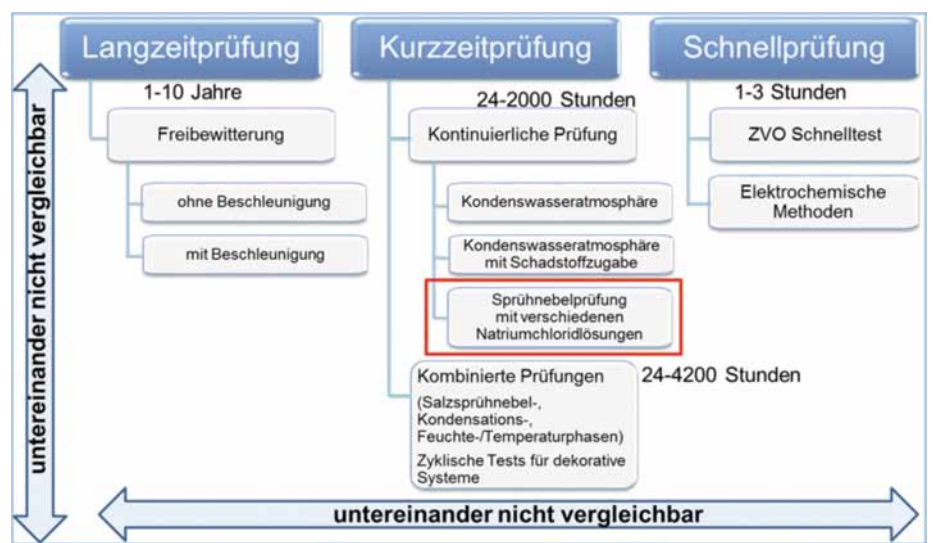 Langzeitprüfung
1-10 Jahre
Freibewitterung
ohne Beschleunigung
mit Beschleunigung
Kurzzeitprüfung
24-2000 Stunden
Kontinuierliche Prüfung
Kondenswasseratmosphäre
Kondenswasseratmosphäre
mit Schadstoffzugabe
Sprühnebelprüfung
mit verschiedenen
Natriumchloridlösungen
Kombinierte Prüfungen
24-4200 Stunden
(Salzsprühnebel-,
Kondensations-,
Feuchte-/Temperaturphasen)
Zyklische Tests für dekorative
Systeme
Schnellprüfung
1-3 Stunden
ZVO Schnelltest
Elektrochemische
Methoden
untereinander nicht vergleichbar
untereinander nicht vergleichbar